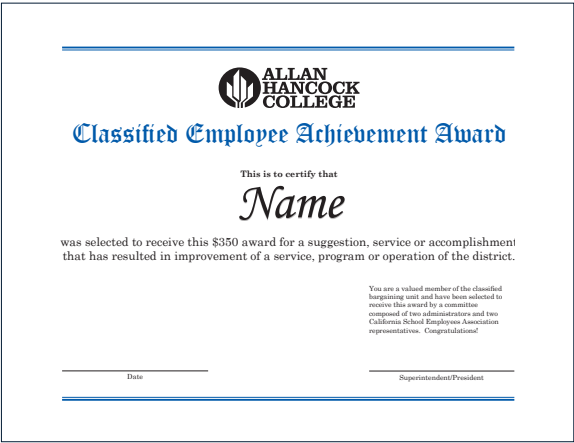 ALLAN
HANCOCK
COLLEGE
Classified Employee Achievement Award
This is to certify that
Name
was selected to receive this $350 award for a suggestion, service or accomplishment
that has resulted in improvement of a service, program or operation of the district.
You are a valued member of the classified
bargaining unit and have been selected to
receive this award by a committee
composed of two administrators and two
California School Employees Association
representatives.  Congratulations!
Date
Superintendent/President